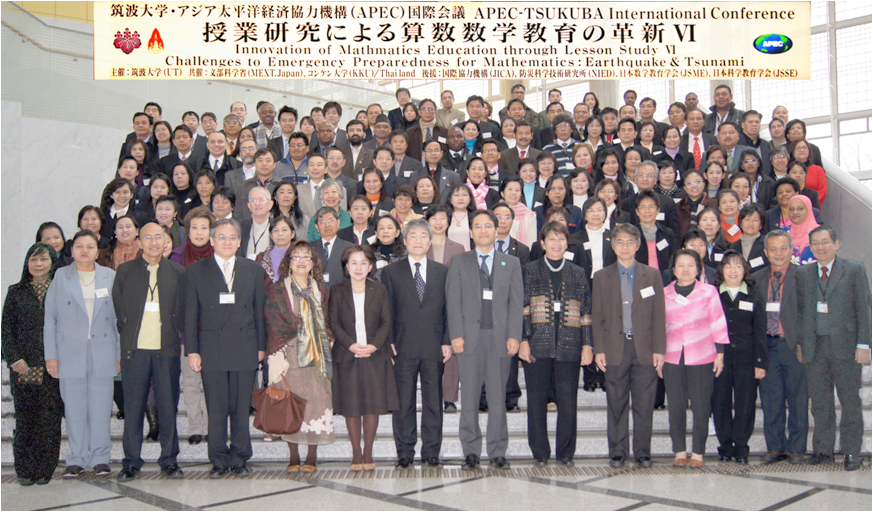 筑波大学・アジア太平洋経済協力機構(APEC)国際会議 APEC-TSUKUBA International Conference
授業研究による算数数学教育の革新Ⅵ
Innovation of Mathmatics Education through Lesson Study Ⅵ
Challenges to Emergency Preparedness for Mathematics : Earthquake & Tsunami
主催：筑波大学(UT) 共催：文部科学省(MEXT,Japan), コンケン大学(KKU)/Thailand 後援：国際協力機構(JICA), 防災科学技術研究所(NIED), 日本数学教育学会(JSME), 日本科学教育学会(JSSE)
APEC